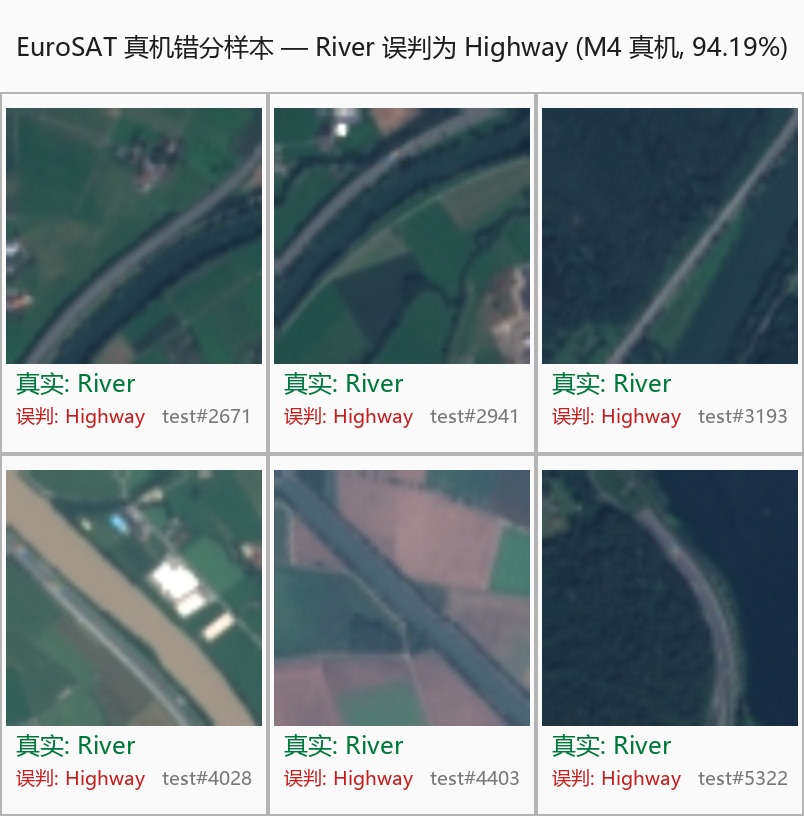 EuroSAT 真机错分样本 — River 误判为 Highway (M4 真机, 94.19%)
真实: River
误判: Highway test#2671
真实: River
误判: Highway test#2941
真实: River
误判: Highway test#3193
真实: River
误判: Highway test#4028
真实: River
误判: Highway test#4403
真实: River
误判: Highway test#5322